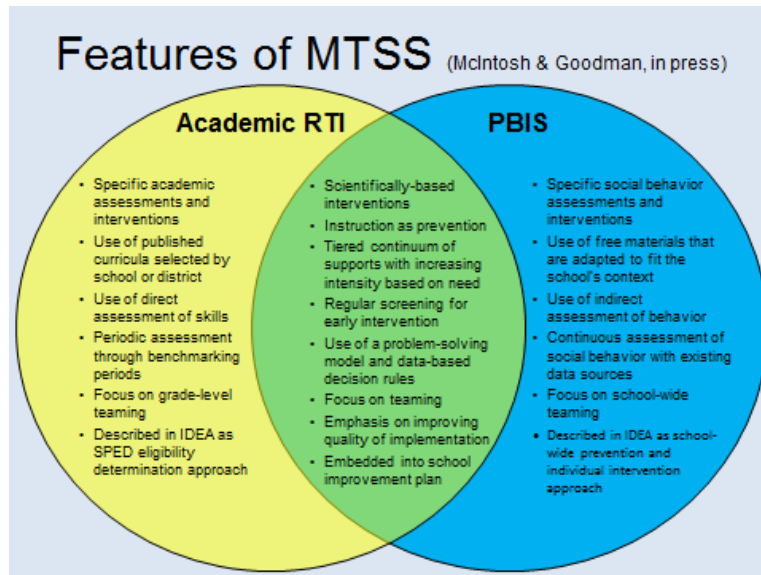 Features of MTSS (McIntosh & Goodman, in press)
Academic RTI
• Specific academic
assessments and
interventions
• Use of published
curricula selected by
school or district
• Use of direct
assessment of skills
• Periodic assessment
through benchmarking
periods
• Focus on grade-level
teaming
• Described in IDEA as
SPED eligibility
determination approach
• Scientifically-based
interventions
• Instruction as prevention
• Tiered continuum of
supports with increasing
intensity based on need
• Regular screening for
early intervention
• Use of a problem-solving
model and data-based
decision rules
• Focus on teaming
• Emphasis on improving
quality of implementation
• Embedded into school
improvement plan
PBIS
• Specific social behavior
assessments and
interventions
• Use of free materials that
are adapted to fit the
school's context
• Use of indirect
assessment of behavior
• Continuous assessment of
social behavior with existing
data sources
• Focus on school-wide
teaming
• Described in IDEA as school-
wide prevention and
individual intervention
approach